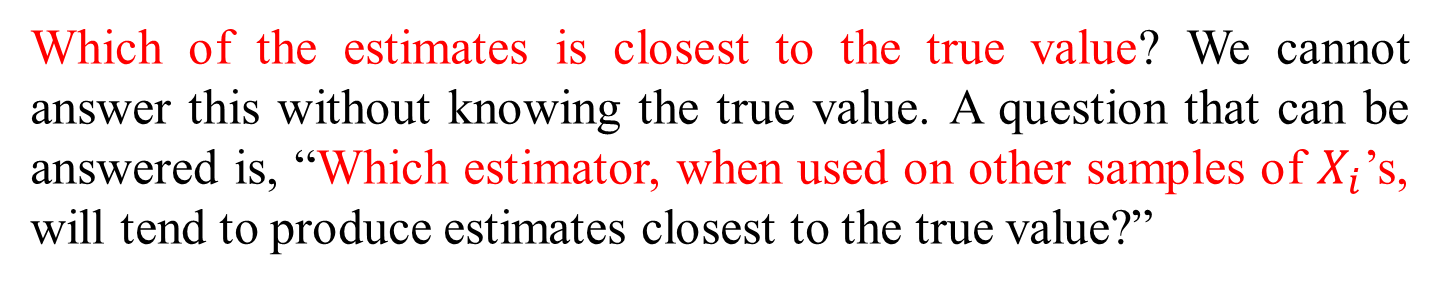 Which of the estimates is closest to the true value? We cannot
answer this without knowing the true value. A question that can be
answered is, “Which estimator, when used on other samples of Xᵢ’s,
will tend to produce estimates closest to the true value?”